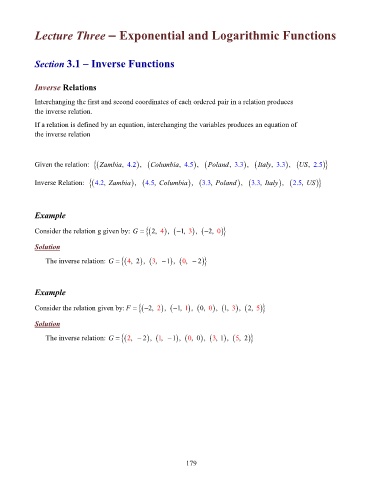 Lecture Three – Exponential and Logarithmic Functions
Section 3.1 – Inverse Functions
Inverse Relations
Interchanging the first and second coordinates of each ordered pair in a relation produces
the inverse relation.
If a relation is defined by an equation, interchanging the variables produces an equation of
the inverse relation
Given the relation: {(Zambia, 4.2), (Columbia, 4.5), (Poland, 3.3), (Italy, 3.3), (US, 2.5)}
Inverse Relation: {(4.2, Zambia), (4.5, Columbia), (3.3, Poland), (3.3, Italy), (2.5, US)}
Example
Consider the relation g given by: G = {(2, 4), (−1, 3), (−2, 0)}
Solution
The inverse relation: G = {(4, 2), (3, −1), (0, −2)}
Example
Consider the relation given by: F = {(−2, 2), (−1, 1), (0, 0), (1, 3), (2, 5)}
Solution
The inverse relation: G = {(2, −2), (1, −1), (0, 0), (3, 1), (5, 2)}
179